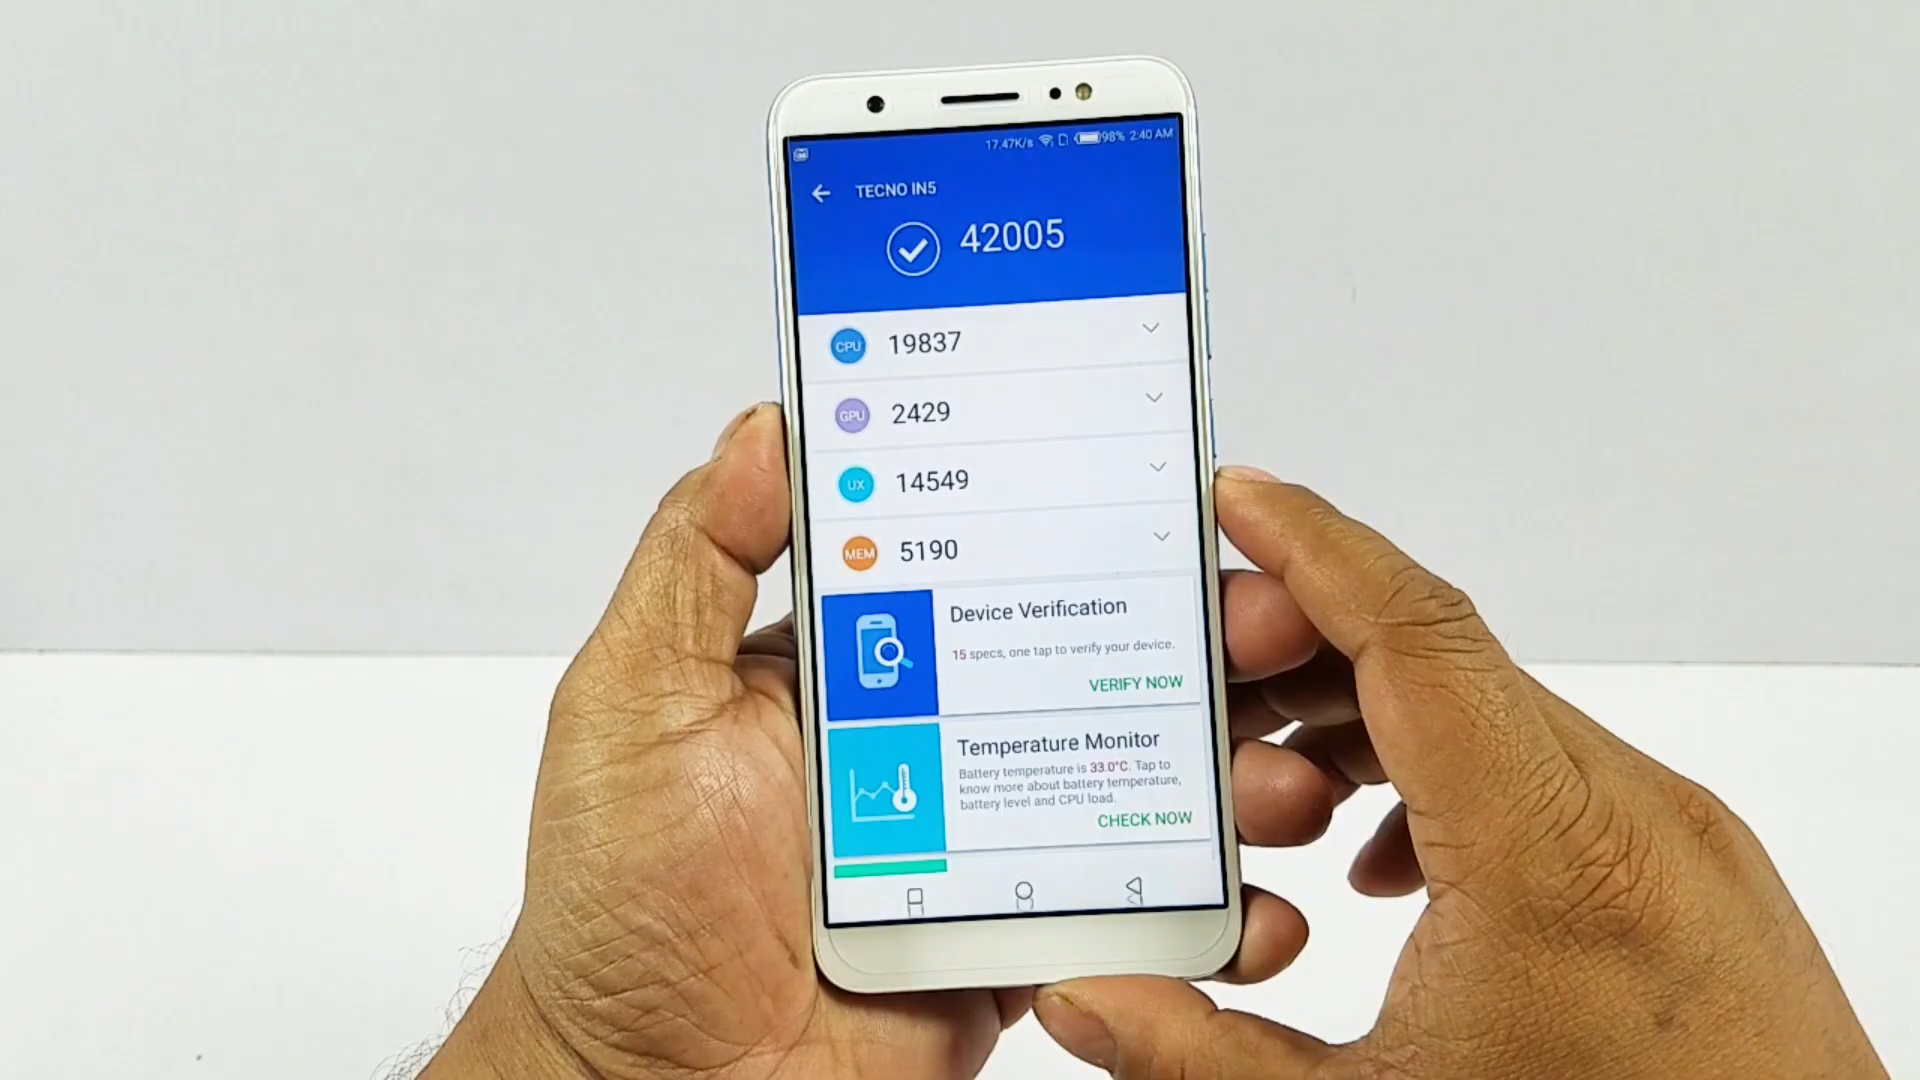 17.47K/s 98% 2:40 AM
TECNO IN5
42005
CPU 19837
GPU 2429
UX 14549
MEM 5190
Device Verification
15 specs, one tap to verify your device.
VERIFY NOW
Temperature Monitor
Battery temperature is 33.0°C. Tap to
know more about battery temperature,
battery level and CPU load.
CHECK NOW